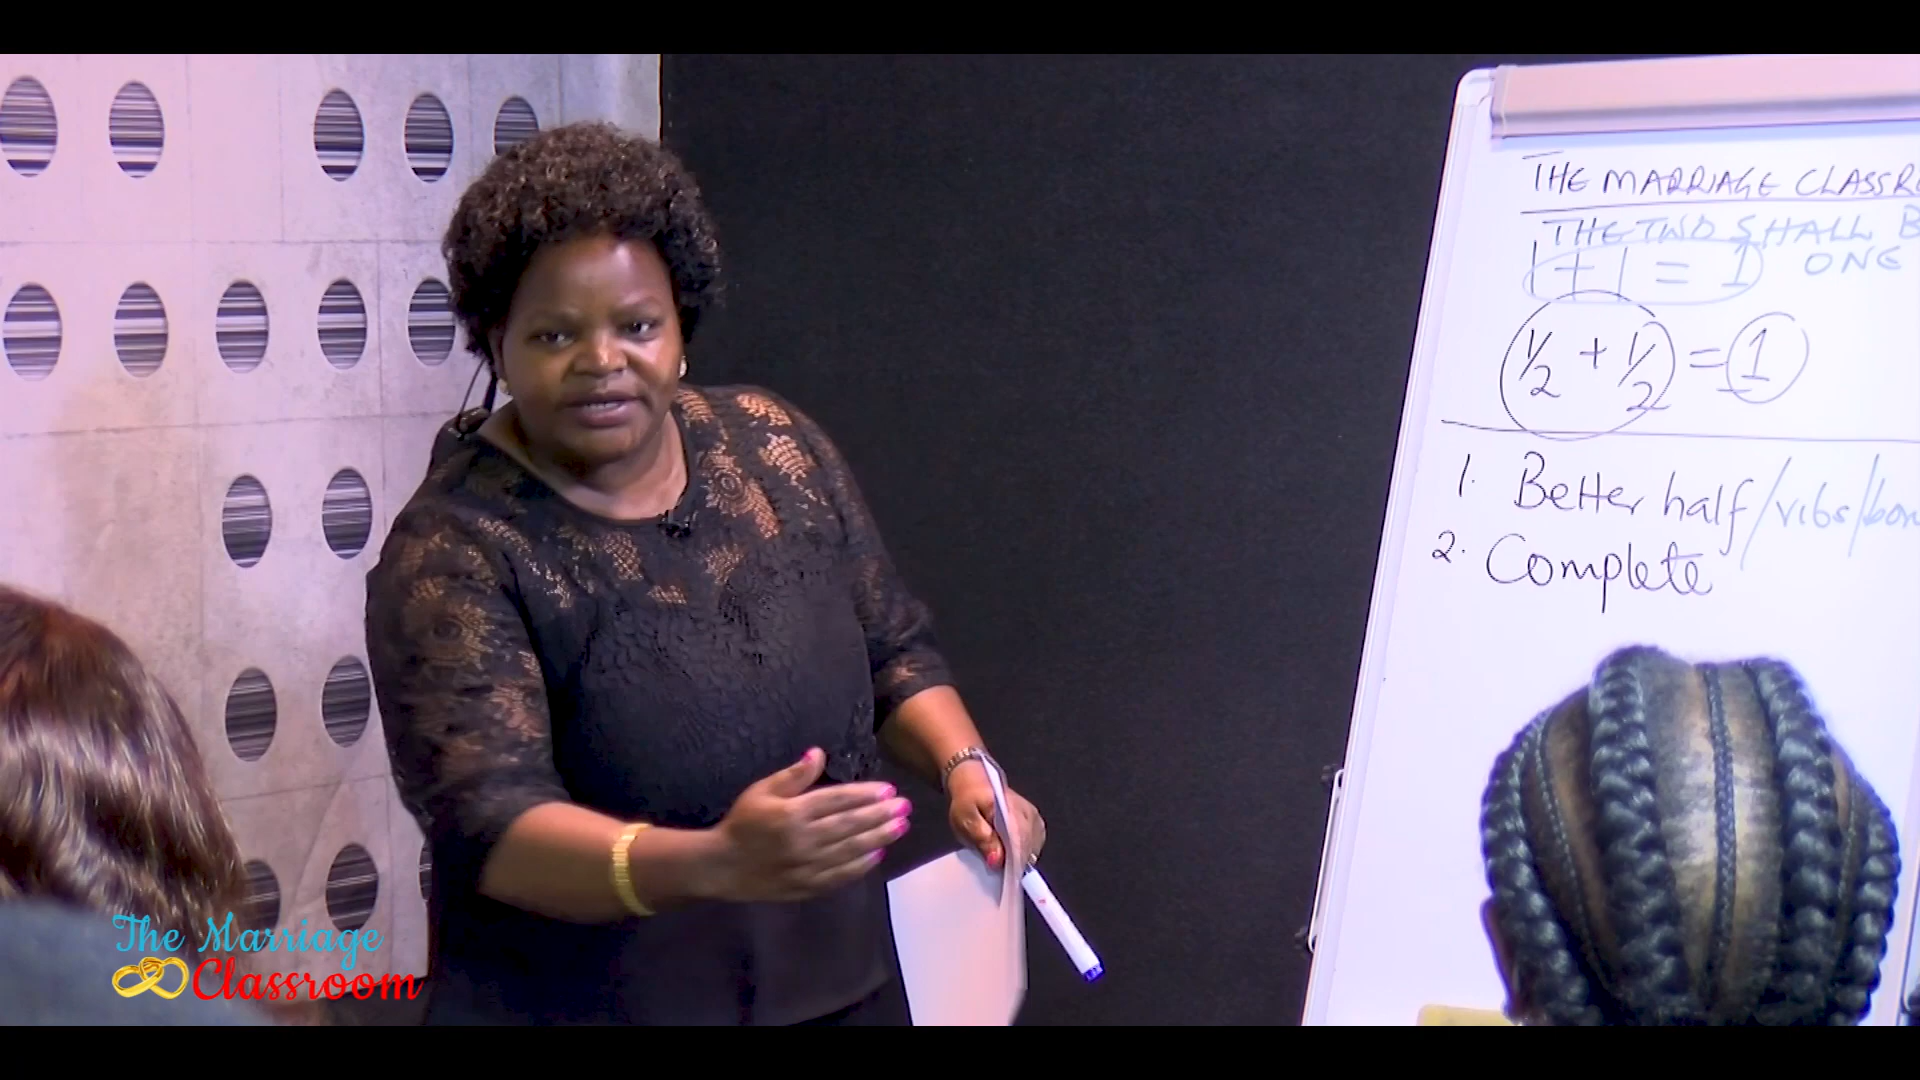 THE MARRIAGE CLASSR
THE TWO SHALL B
1 + 1 = 1 ONE
1/2 + 1/2 = 1
1. Better half/ribs/bon
2. Complete
The Marriage
Classroom